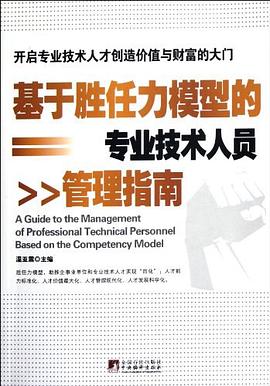 开启专业技术人才创造价值与财富的大门
基于胜任力模型的
专业技术人员
>>管理指南
A Guide to the Management
of Professional Technical Personnel
Based on the Competency Model
温亚震◎主编
胜任力模型,助推企事业单位和专业技术人才实现“四化”:人才能
力标准化、人才价值最大化、人才管理现代化、人才发展科学化。